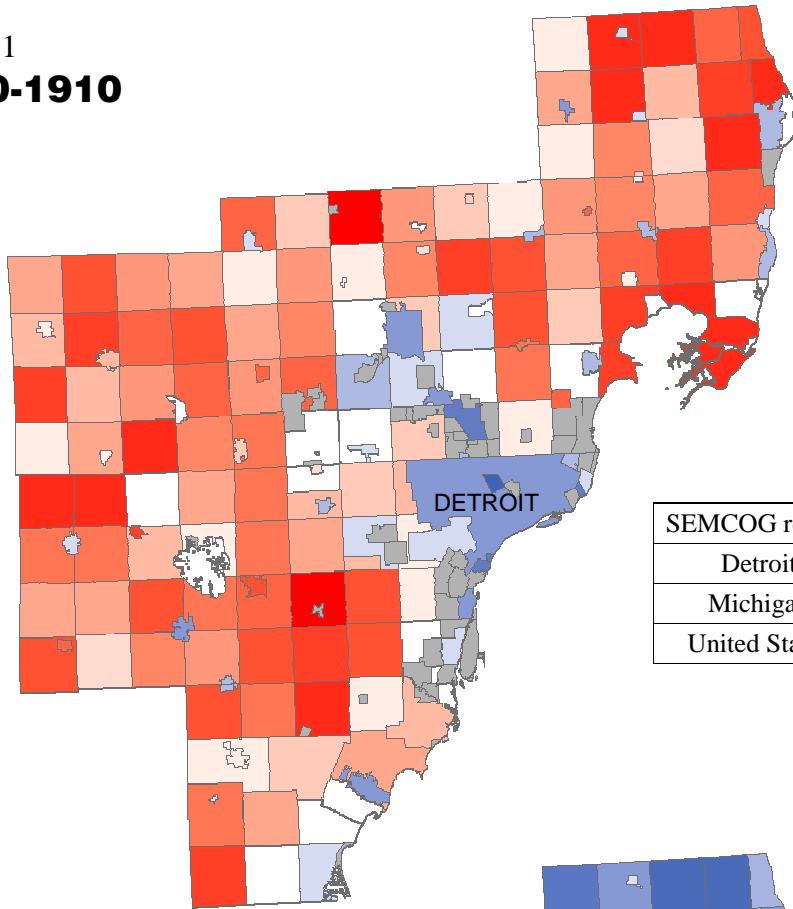 1
0-1910
DETROIT
SEMCOG r
Detroit
Michiga
United Sta